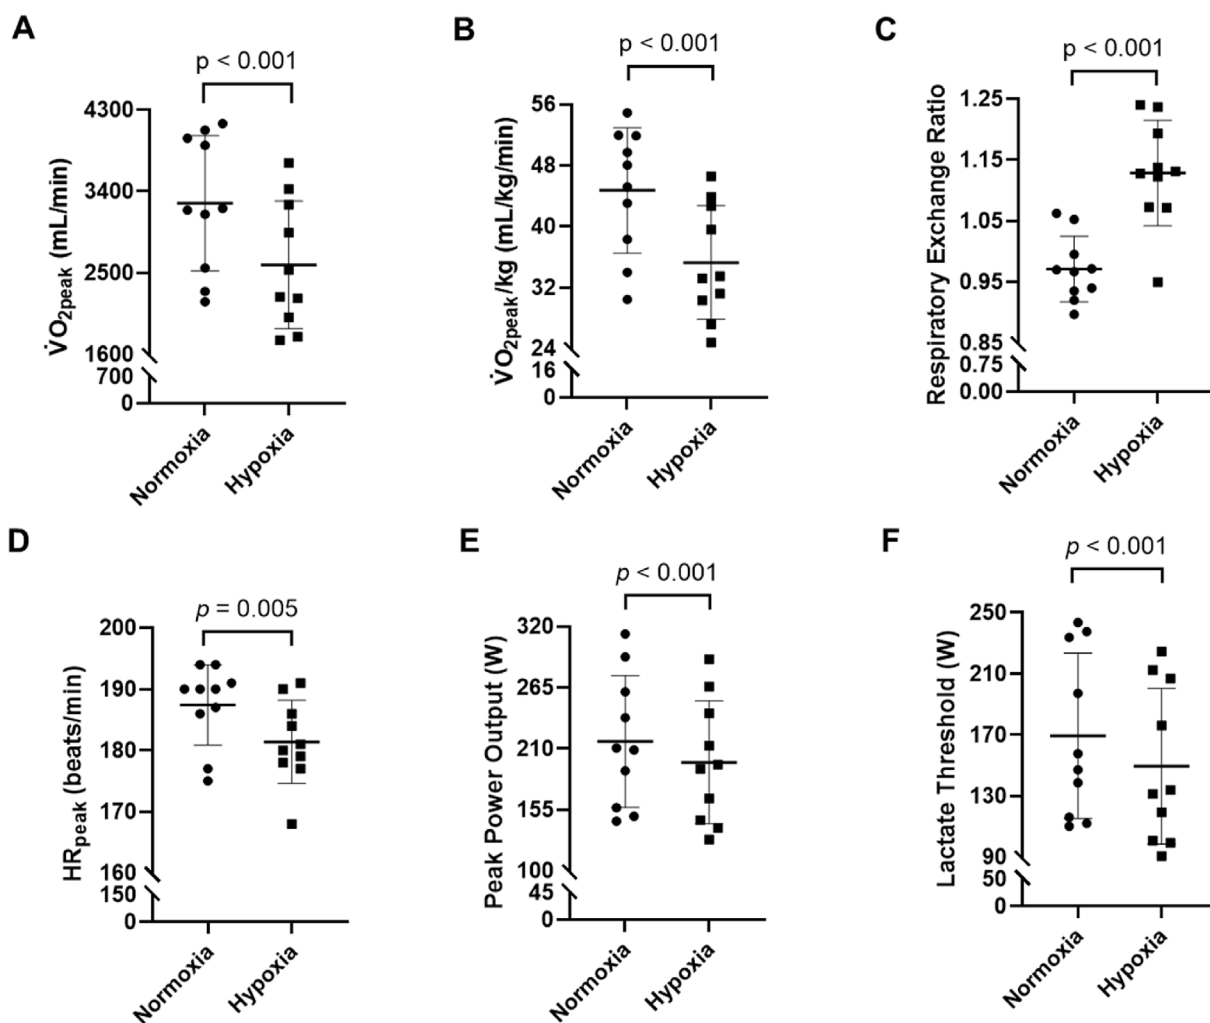 A
p < 0.001
V̇O2peak (mL/min)
4300
3400
2500
1600
700
0
Normoxia
Hypoxia
B
p < 0.001
V̇O2peak/kg (mL/kg/min)
56
48
40
32
24
16
0
Normoxia
Hypoxia
C
p < 0.001
Respiratory Exchange Ratio
1.25
1.15
1.05
0.95
0.85
0.75
0.00
Normoxia
Hypoxia
D
p = 0.005
HRpeak (beats/min)
200
190
180
170
160
150
0
Normoxia
Hypoxia
E
p < 0.001
Peak Power Output (W)
320
265
210
155
100
45
0
Normoxia
Hypoxia
F
p < 0.001
Lactate Threshold (W)
250
210
170
130
90
50
0
Normoxia
Hypoxia